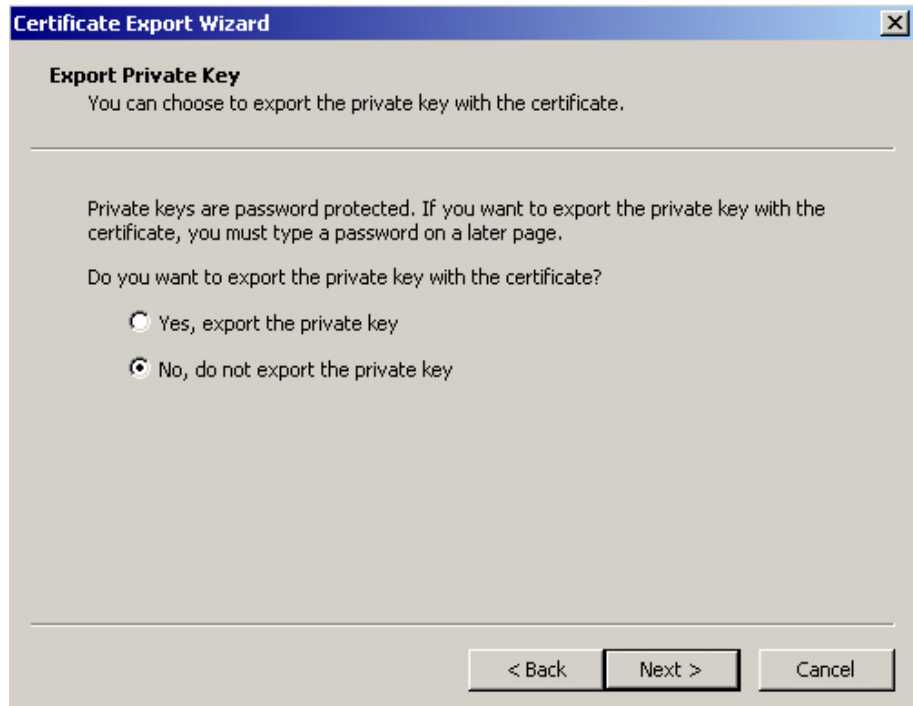 Certificate Export Wizard
Export Private Key
You can choose to export the private key with the certificate.
Private keys are password protected. If you want to export the private key with the
certificate, you must type a password on a later page.
Do you want to export the private key with the certificate?
Yes, export the private key
No, do not export the private key
< Back Next > Cancel